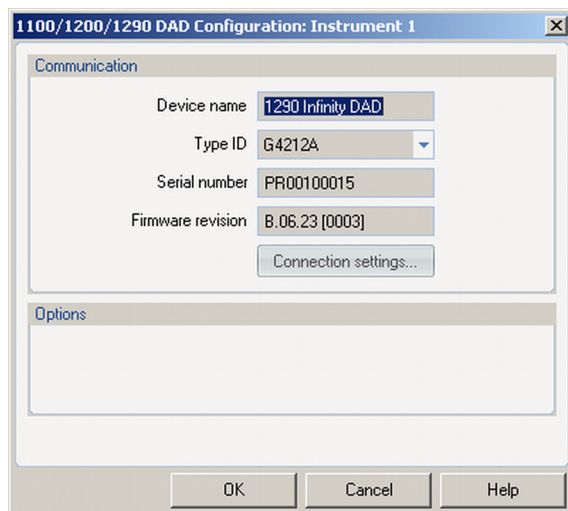 1100/1200/1290 DAD Configuration: Instrument 1
Communication
Device name 1290 Infinity DAD
Type ID G4212A
Serial number PR00100015
Firmware revision B.06.23 [0003]
Connection settings...
Options
OK Cancel Help